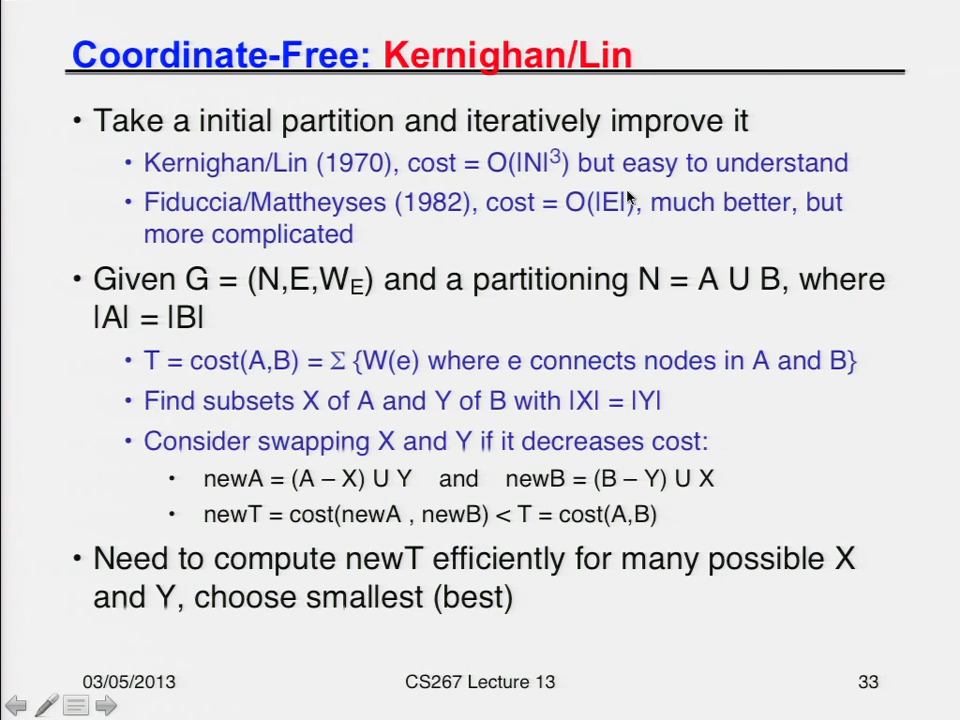 Coordinate-Free: Kernighan/Lin
• Take a initial partition and iteratively improve it
• Kernighan/Lin (1970), cost = O(|N|³) but easy to understand
• Fiduccia/Mattheyses (1982), cost = O(|E|), much better, but
more complicated
• Given G = (N,E,W_E) and a partitioning N = A U B, where
|A| = |B|
• T = cost(A,B) = Σ {W(e) where e connects nodes in A and B}
• Find subsets X of A and Y of B with |X| = |Y|
• Consider swapping X and Y if it decreases cost:
• newA = (A – X) U Y and newB = (B – Y) U X
• newT = cost(newA , newB) < T = cost(A,B)
• Need to compute newT efficiently for many possible X
and Y, choose smallest (best)
03/05/2013 CS267 Lecture 13 33